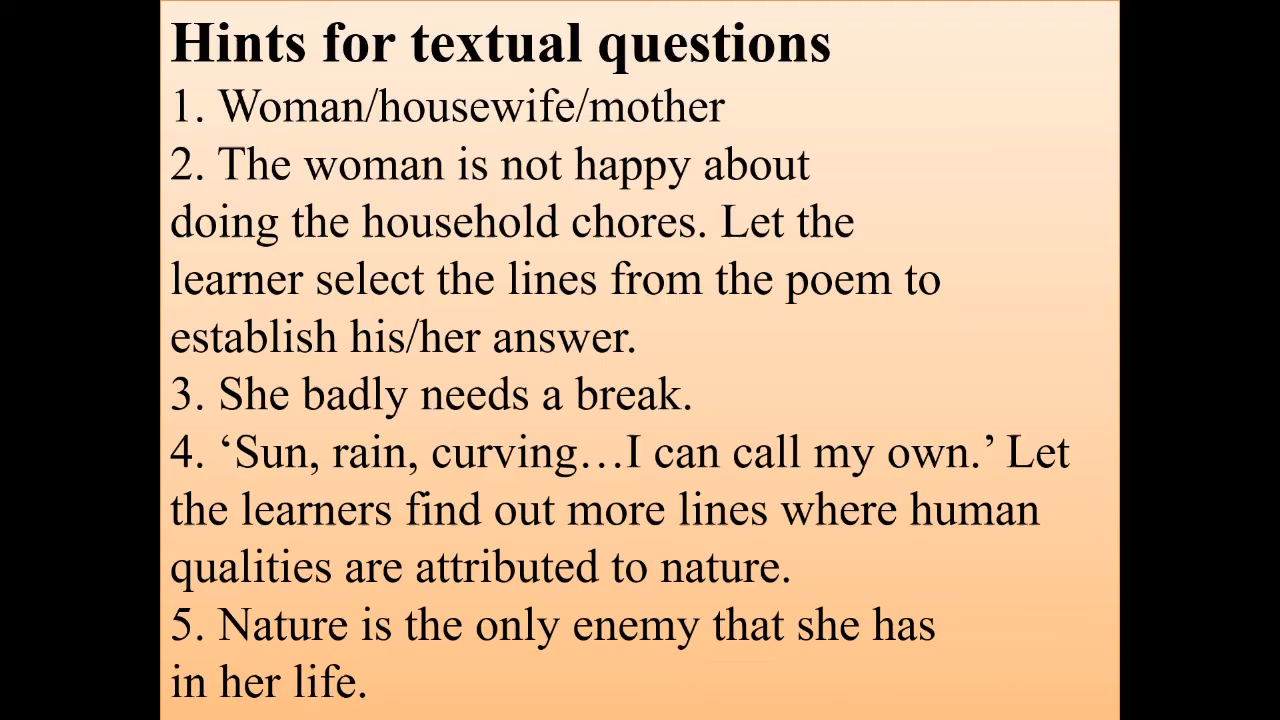 Hints for textual questions
1. Woman/housewife/mother
2. The woman is not happy about
doing the household chores. Let the
learner select the lines from the poem to
establish his/her answer.
3. She badly needs a break.
4. ‘Sun, rain, curving…I can call my own.’ Let
the learners find out more lines where human
qualities are attributed to nature.
5. Nature is the only enemy that she has
in her life.